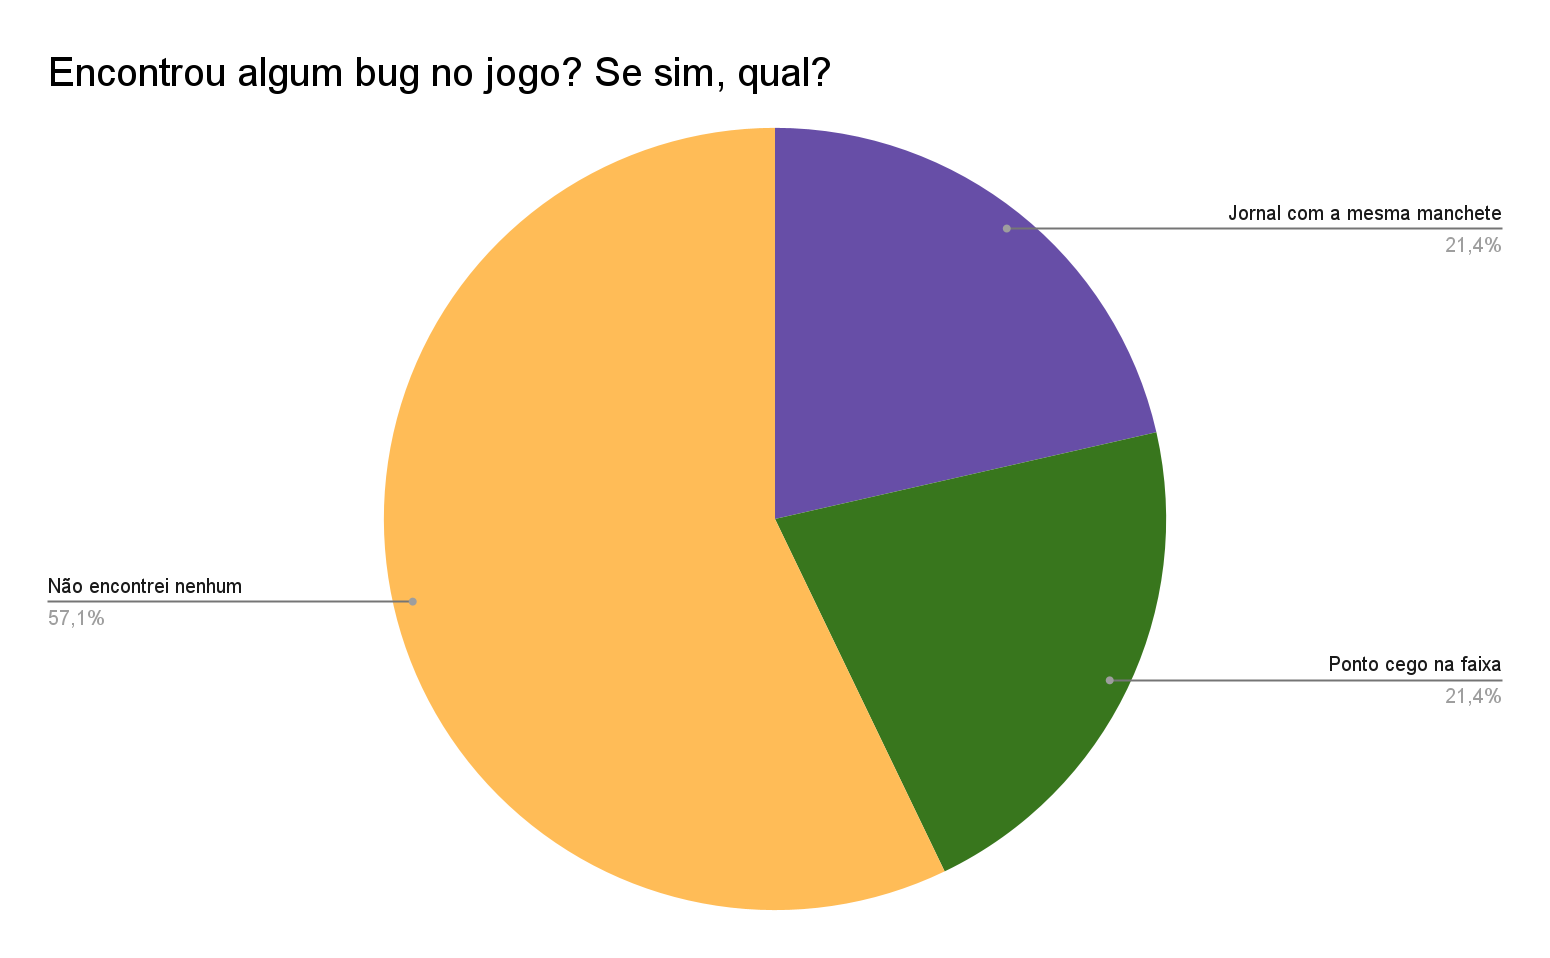 Encontrou algum bug no jogo? Se sim, qual?
Jornal com a mesma manchete
21,4%
Não encontrei nenhum
57,1%
Ponto cego na faixa
21,4%